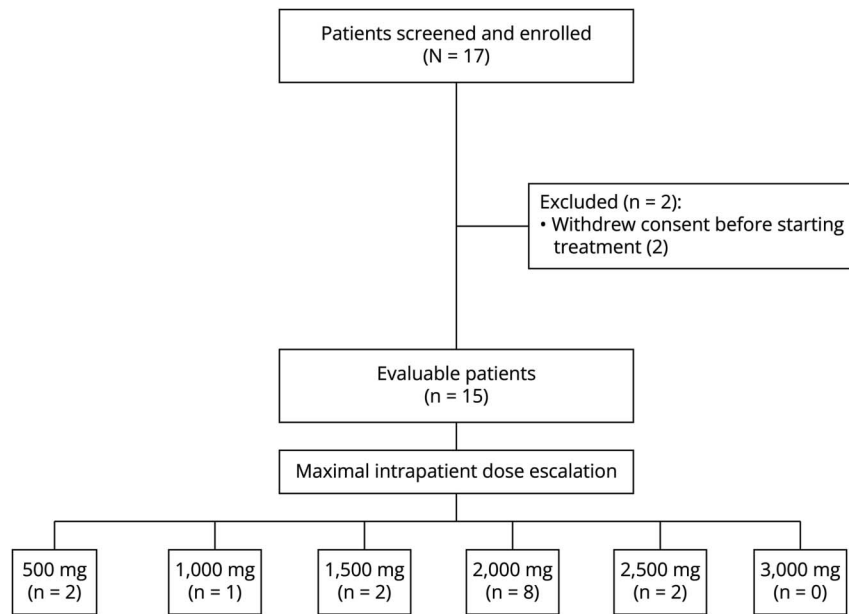 Patients screened and enrolled
(N = 17)
Excluded (n = 2):
• Withdrew consent before starting
treatment (2)
Evaluable patients
(n = 15)
Maximal intrapatient dose escalation
500 mg
(n = 2)
1,000 mg
(n = 1)
1,500 mg
(n = 2)
2,000 mg
(n = 8)
2,500 mg
(n = 2)
3,000 mg
(n = 0)